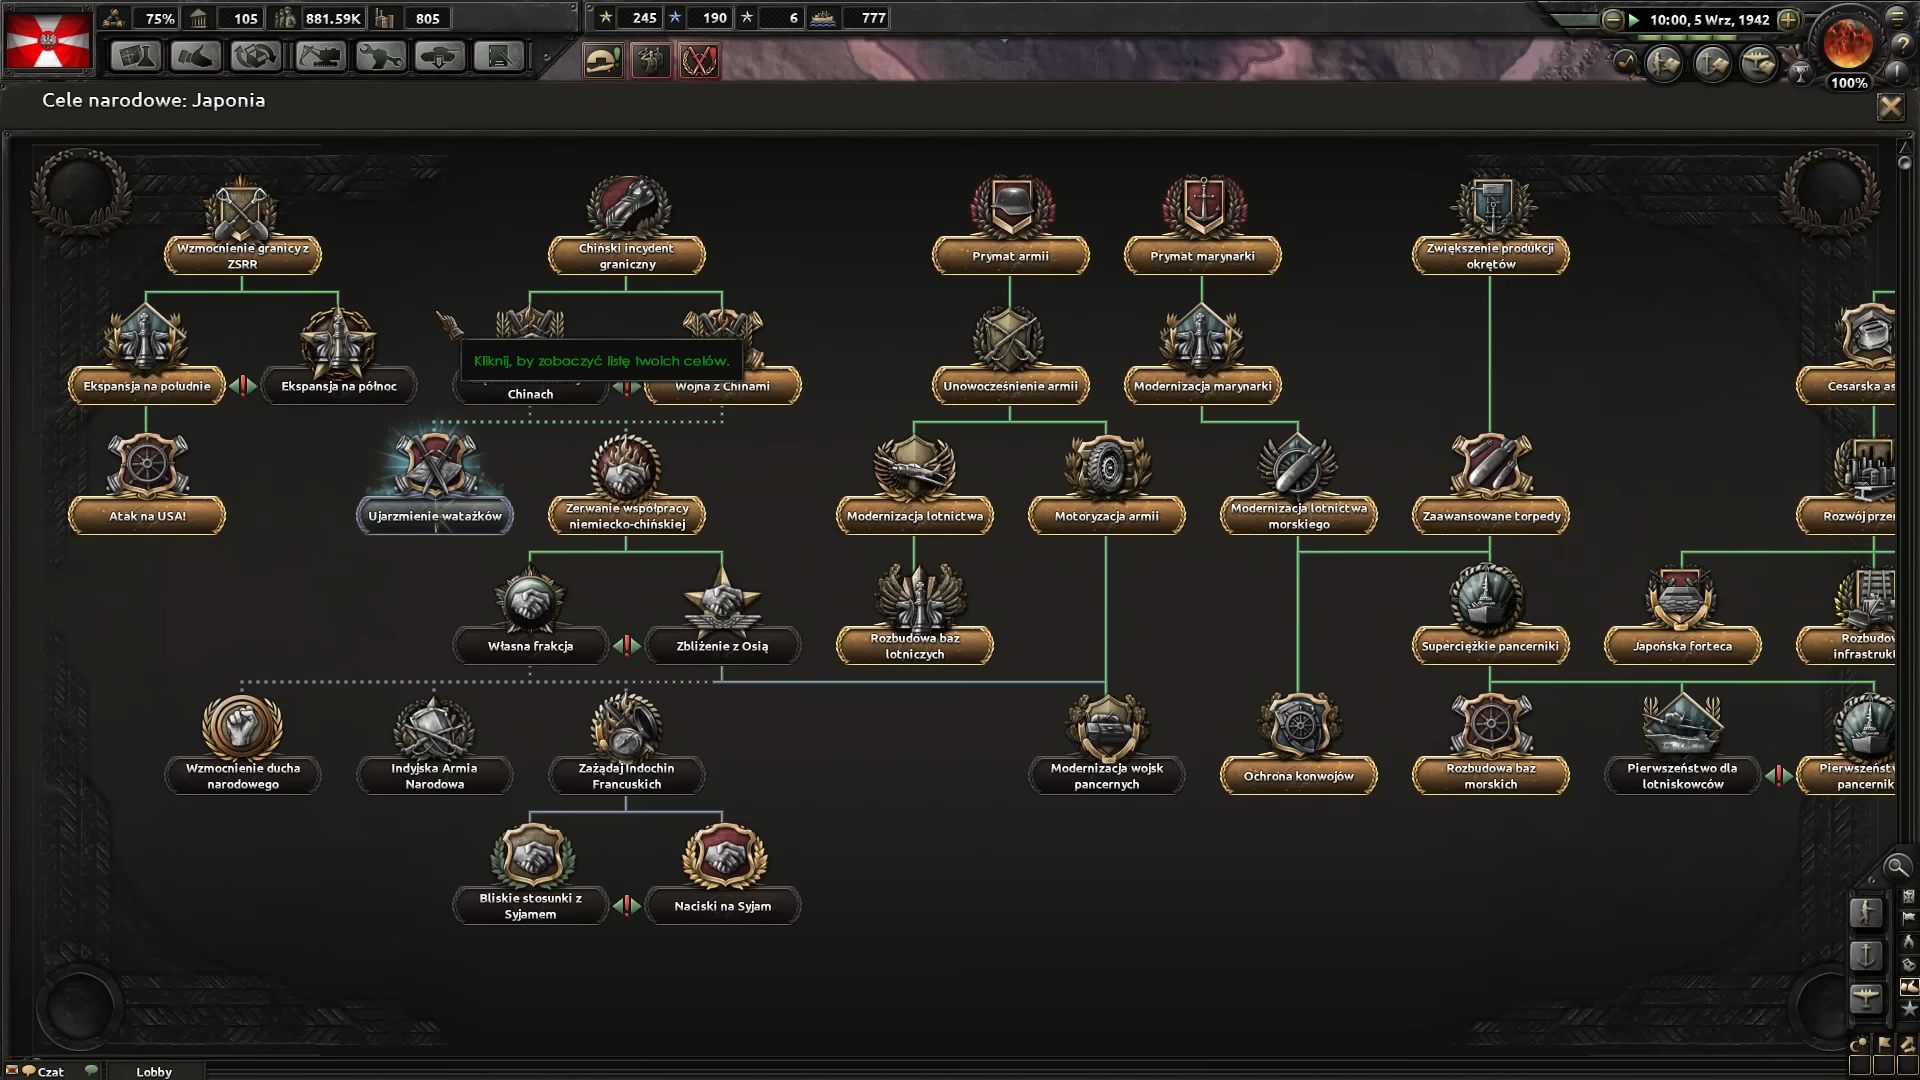 75%
105
881.59K
805
245
190
6
777
10:00, 5 Wrz, 1942
100%
Cele narodowe: Japonia
Wzmocnienie granicy z
ZSRR
Chiński incydent
graniczny
Prymat armii
Prymat marynarki
Zwiększenie produkcji
okrętów
Kliknij, by zobaczyć listę twoich celów.
Ekspansja na południe
Ekspansja na północ
Chinach
Wojna z Chinami
Unowocześnienie armii
Modernizacja marynarki
Cesarska as
Atak na USA!
Ujarzmienie watażków
Zerwanie współpracy
niemiecko-chińskiej
Modernizacja lotnictwa
Motoryzacja armii
Modernizacja lotnictwa
morskiego
Zaawansowane torpedy
Rozwój prze
Własna frakcja
Zbliżenie z Osią
Rozbudowa baz
lotniczych
Superciężkie pancerniki
Japońska forteca
Rozbudow
infrastrukt
Wzmocnienie ducha
narodowego
Indyjska Armia
Narodowa
Zażądaj Indochin
Francuskich
Modernizacja wojsk
pancernych
Ochrona konwojów
Rozbudowa baz
morskich
Pierwszeństwo dla
lotniskowców
Pierwszeństw
pancernik
Bliskie stosunki z
Syjamem
Naciski na Syjam
Czat
Lobby